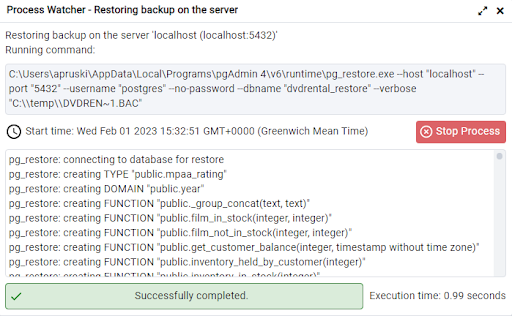 Process Watcher - Restoring backup on the server
Restoring backup on the server 'localhost (localhost:5432)'
Running command:
C:\Users\apruski\AppData\Local\Programs\pgAdmin 4\v6\runtime\pg_restore.exe --host "localhost" --
port "5432" --username "postgres" --no-password --dbname "dvdrental_restore" --verbose
"C:\\temp\\DVDREN~1.BAC"
Start time: Wed Feb 01 2023 15:32:51 GMT+0000 (Greenwich Mean Time)
Stop Process
pg_restore: connecting to database for restore
pg_restore: creating TYPE "public.mpaa_rating"
pg_restore: creating DOMAIN "public.year"
pg_restore: creating FUNCTION "public._group_concat(text, text)"
pg_restore: creating FUNCTION "public.film_in_stock(integer, integer)"
pg_restore: creating FUNCTION "public.film_not_in_stock(integer, integer)"
pg_restore: creating FUNCTION "public.get_customer_balance(integer, timestamp without time zone)"
pg_restore: creating FUNCTION "public.inventory_held_by_customer(integer)"
pg_restore: creating FUNCTION "public.inventory_in_stock(integer)"
Successfully completed.
Execution time: 0.99 seconds